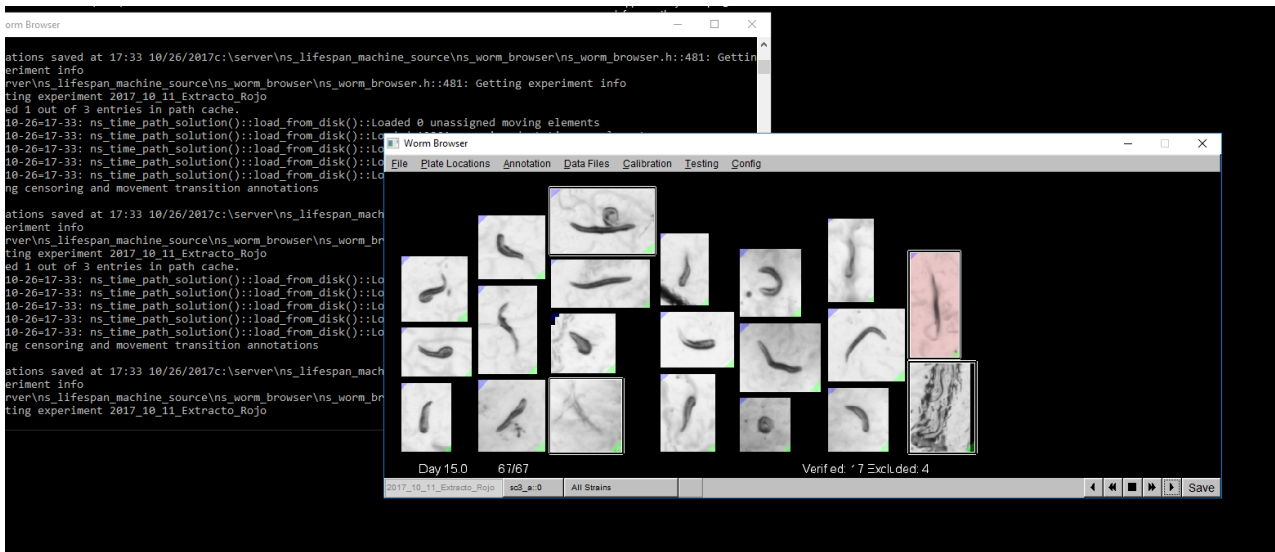 orm Browser
ations saved at 17:33 10/26/2017c:\server\ns_lifespan_machine_source\ns_worm_browser\ns_worm_browser.h::481: Gettin
eriment info
rver\ns_lifespan_machine_source\ns_worm_browser\ns_worm_browser.h::481: Getting experiment info
ting experiment 2017_10_11_Extracto_Rojo
ed 1 out of 3 entries in path cache.
10-26=17-33: ns_time_path_solution()::load_from_disk()::Loaded 0 unassigned moving elements
10-26=17-33: ns_time_path_solution()::load_from_disk()::Lo
10-26=17-33: ns_time_path_solution()::load_from_disk()::Lo
10-26=17-33: ns_time_path_solution()::load_from_disk()::Lo
10-26=17-33: ns_time_path_solution()::load_from_disk()::Lo
ng censoring and movement transition annotations
ations saved at 17:33 10/26/2017c:\server\ns_lifespan_mach
eriment info
rver\ns_lifespan_machine_source\ns_worm_browser\ns_worm_br
ting experiment 2017_10_11_Extracto_Rojo
ed 1 out of 3 entries in path cache.
10-26=17-33: ns_time_path_solution()::load_from_disk()::Lo
10-26=17-33: ns_time_path_solution()::load_from_disk()::Lo
10-26=17-33: ns_time_path_solution()::load_from_disk()::Lo
10-26=17-33: ns_time_path_solution()::load_from_disk()::Lo
10-26=17-33: ns_time_path_solution()::load_from_disk()::Lo
ng censoring and movement transition annotations
ations saved at 17:33 10/26/2017c:\server\ns_lifespan_mach
eriment info
rver\ns_lifespan_machine_source\ns_worm_browser\ns_worm_br
ting experiment 2017_10_11_Extracto_Rojo
Worm Browser
File Plate Locations Annotation Data Files Calibration Testing Config
Day 15.0 67/67 Verified: 17 Excluded: 4
2017_10_11_Extracto_Rojo sc3_a::0 All Strains Save